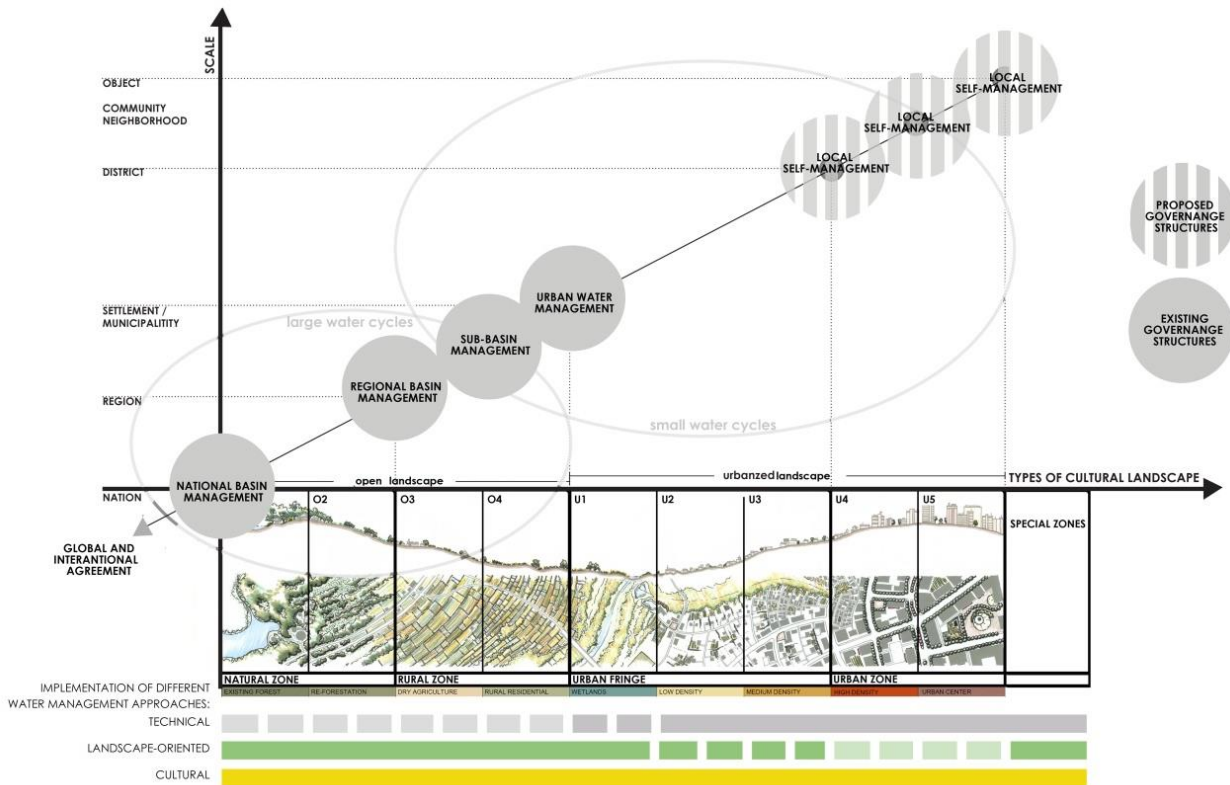 SCALE
OBJECT
COMMUNITY
NEIGHBORHOOD
DISTRICT
SETTLEMENT /
MUNICIPALITITY
REGION
NATION
LOCAL
SELF-MANAGEMENT
LOCAL
SELF-MANAGEMENT
LOCAL
SELF-MANAGEMENT
PROPOSED
GOVERNANGE
STRUCTURES
EXISTING
GOVERNANGE
STRUCTURES
URBAN WATER
MANAGEMENT
large water cycles
SUB-BASIN
MANAGEMENT
REGIONAL BASIN
MANAGEMENT
small water cycles
NATIONAL BASIN
MANAGEMENT
open landscape
urbanzed landscape
TYPES OF CULTURAL LANDSCAPE
GLOBAL AND
INTERANTIONAL
AGREEMENT
O2
O3
O4
U1
U2
U3
U4
U5
SPECIAL ZONES
NATURAL ZONE
RURAL ZONE
URBAN FRINGE
URBAN ZONE
EXISTING FOREST
RE-FORESTATION
DRY AGRICULTURE
RURAL RESIDENTIAL
WETLANDS
LOW DENSITY
MEDIUM DENSITY
HIGH DENSITY
URBAN CENTER
IMPLEMENTATION OF DIFFERENT
WATER MANAGEMENT APPROACHES:
TECHNICAL
LANDSCAPE-ORIENTED
CULTURAL